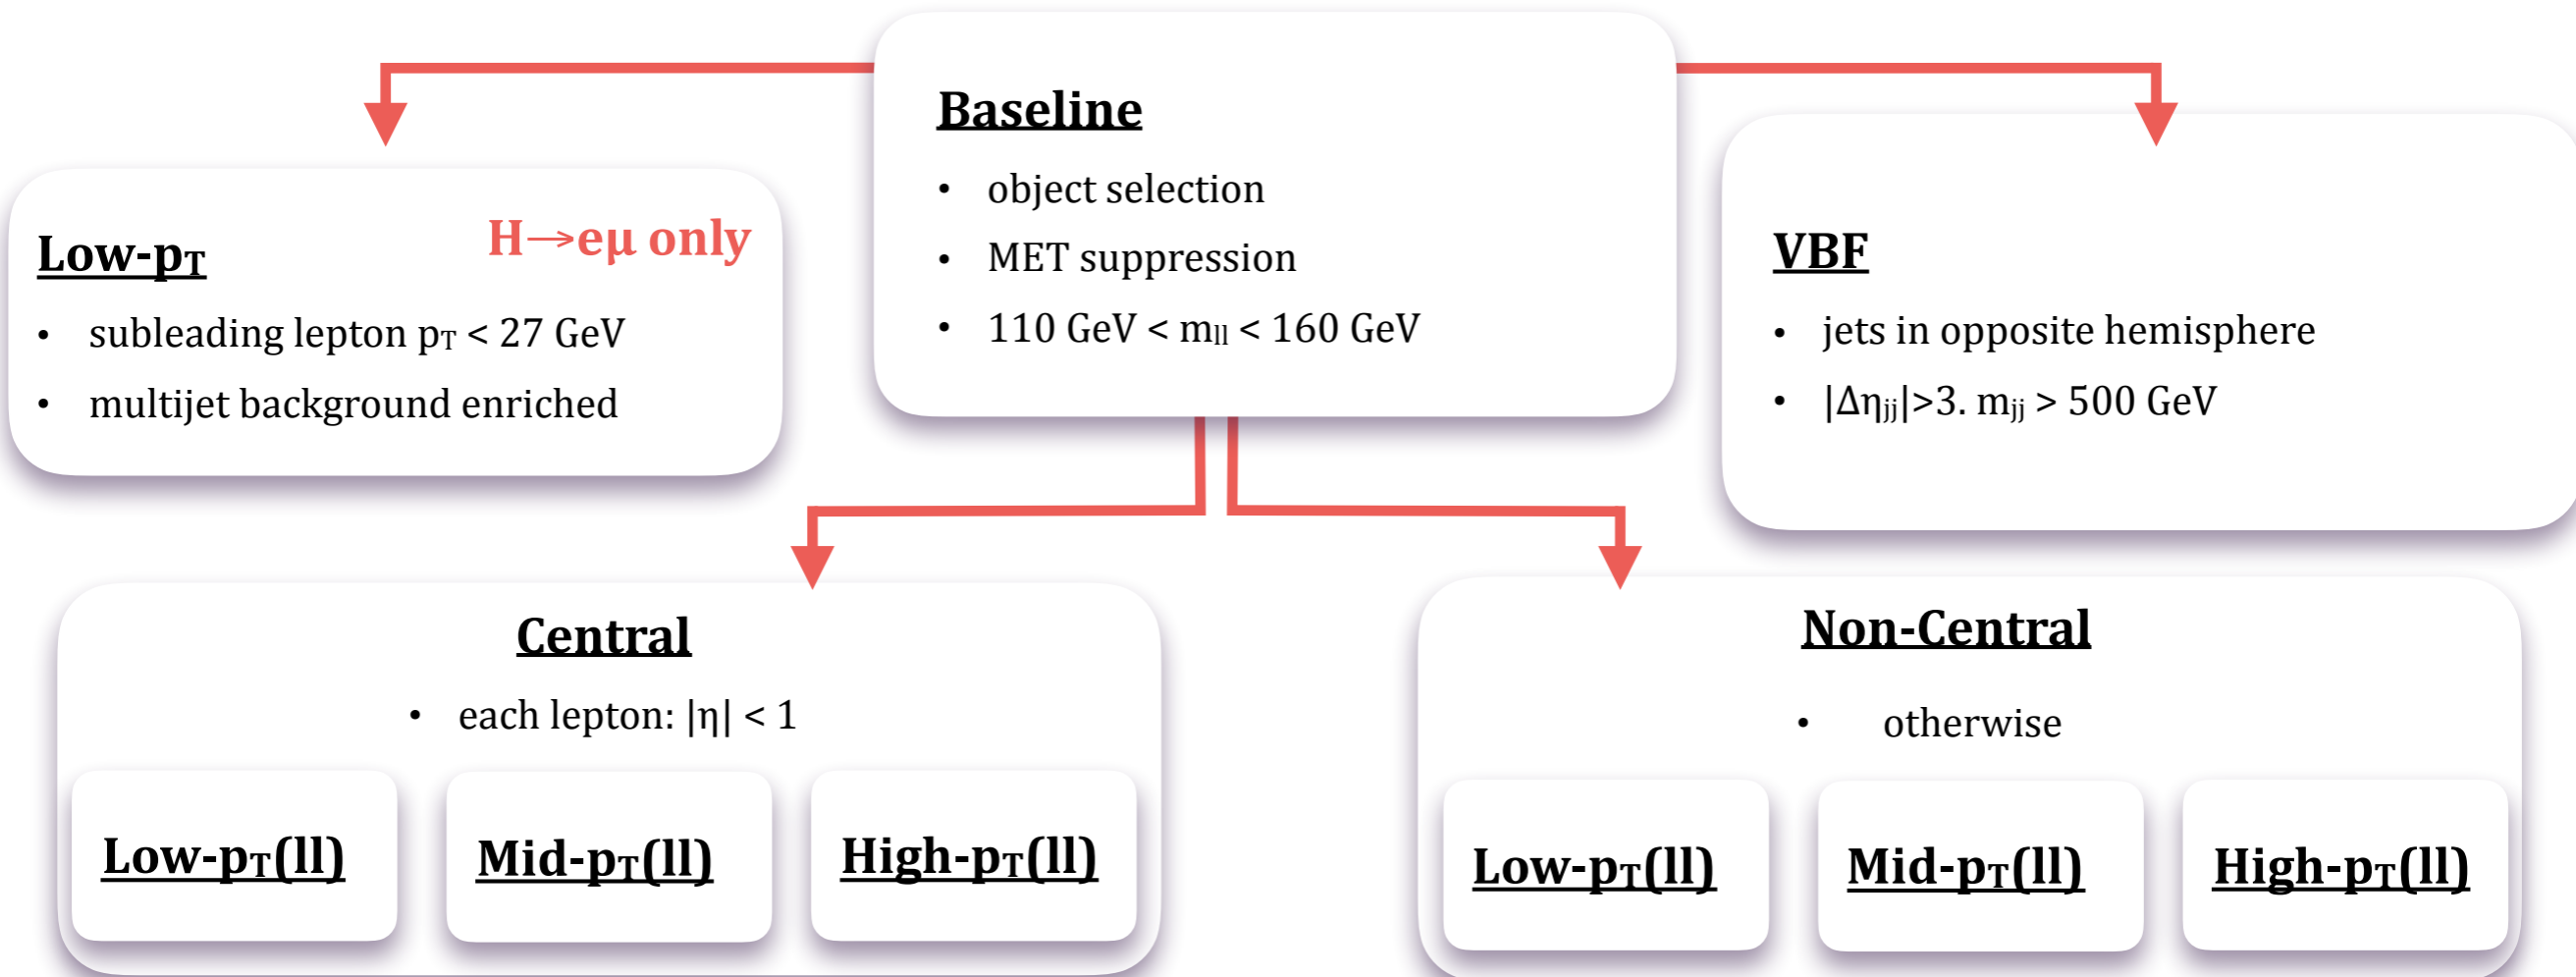 Baseline
• object selection
• MET suppression
• 110 GeV < mll < 160 GeV
Low-pT
H→eμ only
• subleading lepton pT < 27 GeV
• multijet background enriched
VBF
• jets in opposite hemisphere
• |Δηjj|>3. mjj > 500 GeV
Central
• each lepton: |η| < 1
Low-pT(ll)
Mid-pT(ll)
High-pT(ll)
Non-Central
• otherwise
Low-pT(ll)
Mid-pT(ll)
High-pT(ll)